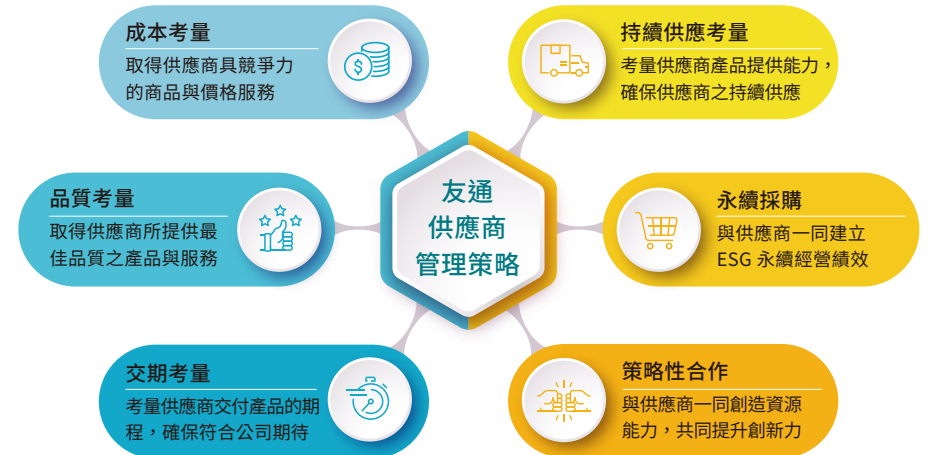 成本考量
取得供應商具競爭力
的商品與價格服務
$
持續供應考量
考量供應商產品提供能力，
確保供應商之持續供應
品質考量
取得供應商所提供最
佳品質之產品與服務
友通
供應商
管理策略
永續採購
與供應商一同建立
ESG 永續經營績效
交期考量
考量供應商交付產品的期
程，確保符合公司期待
策略性合作
與供應商一同創造資源
能力，共同提升創新力